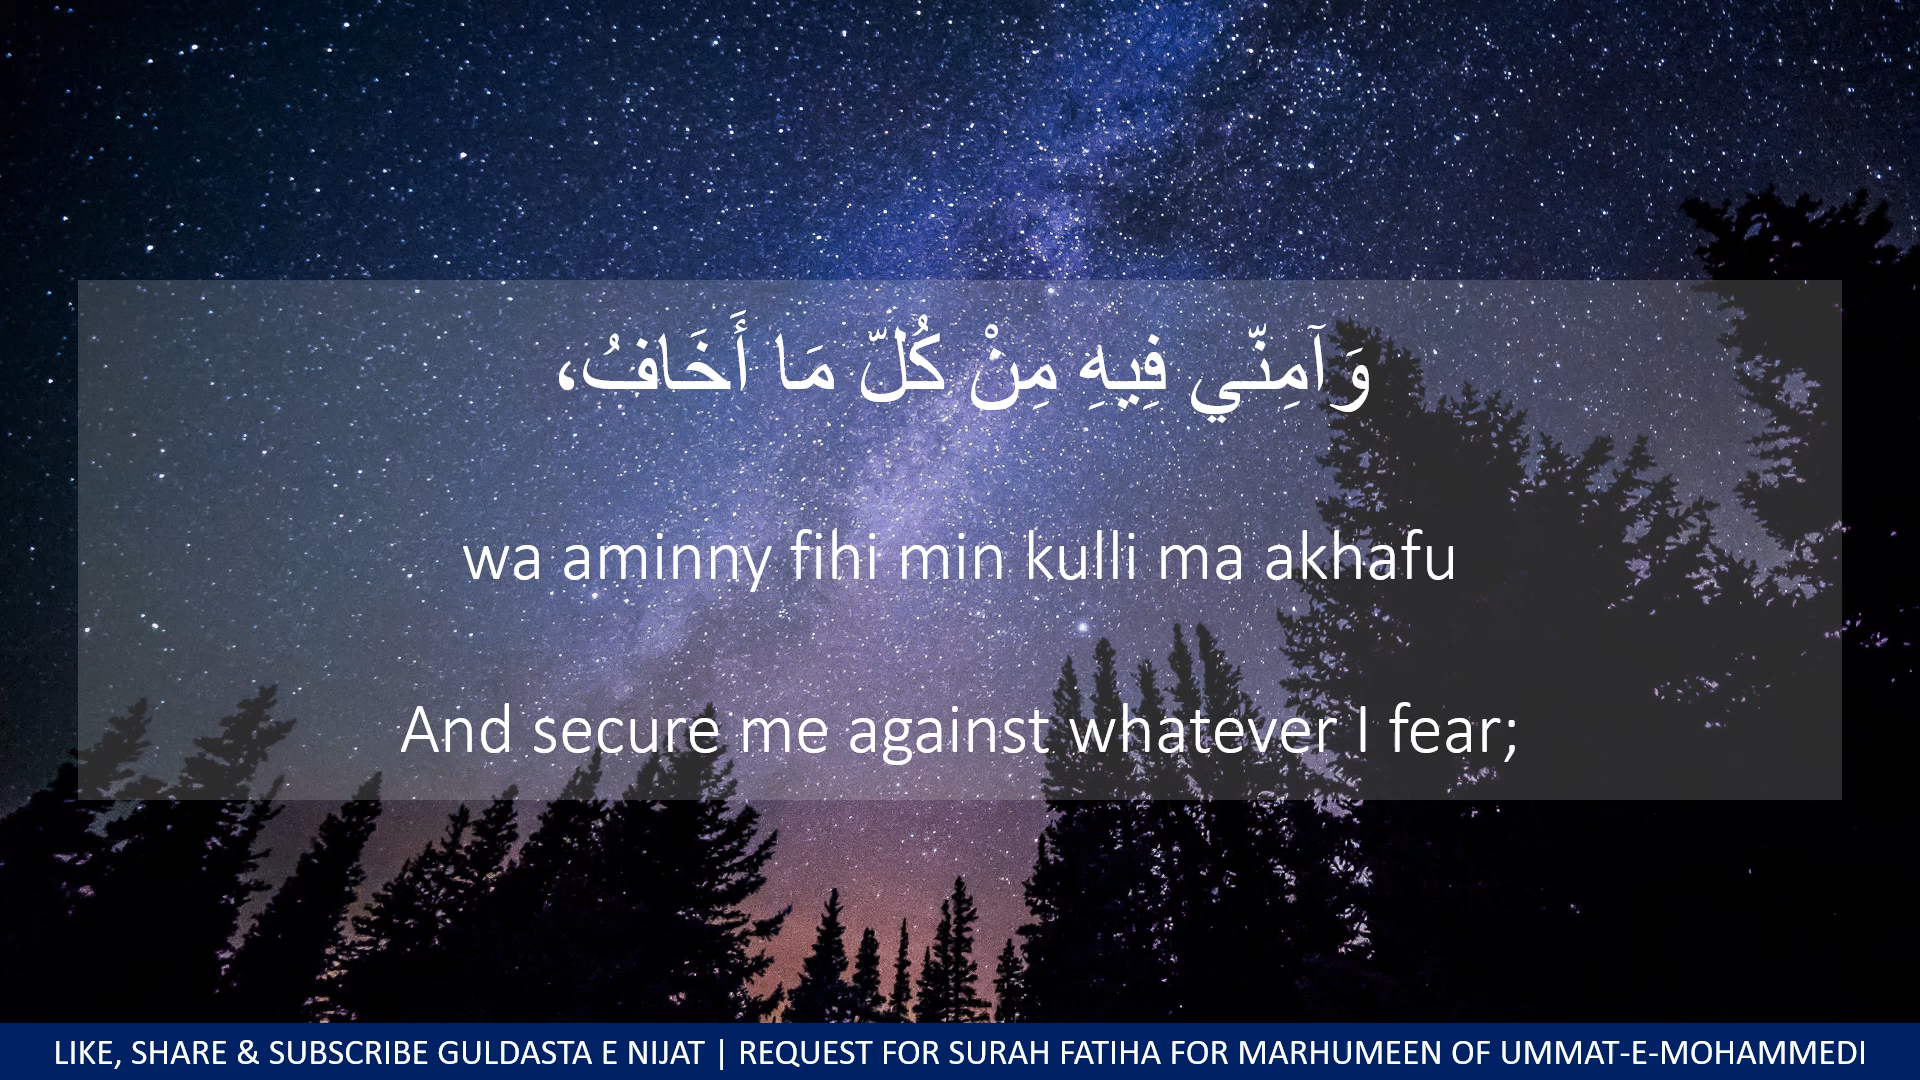 وَآمِنّي فِيهِ مِنْ كُلّ مَا أَخَافُ،
wa aminny fihi min kulli ma akhafu
And secure me against whatever I fear;
LIKE, SHARE & SUBSCRIBE GULDASTA E NIJAT | REQUEST FOR SURAH FATIHA FOR MARHUMEEN OF UMMAT-E-MOHAMMEDI